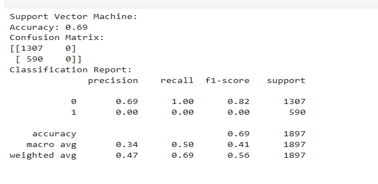 Support Vector Machine:
Accuracy: 0.69
Confusion Matrix:
[[1307 0]
[ 590 0]]
Classification Report:
precision recall f1-score support
0 0.69 1.00 0.82 1307
1 0.00 0.00 0.00 590
accuracy 0.69 1897
macro avg 0.34 0.50 0.41 1897
weighted avg 0.47 0.69 0.56 1897